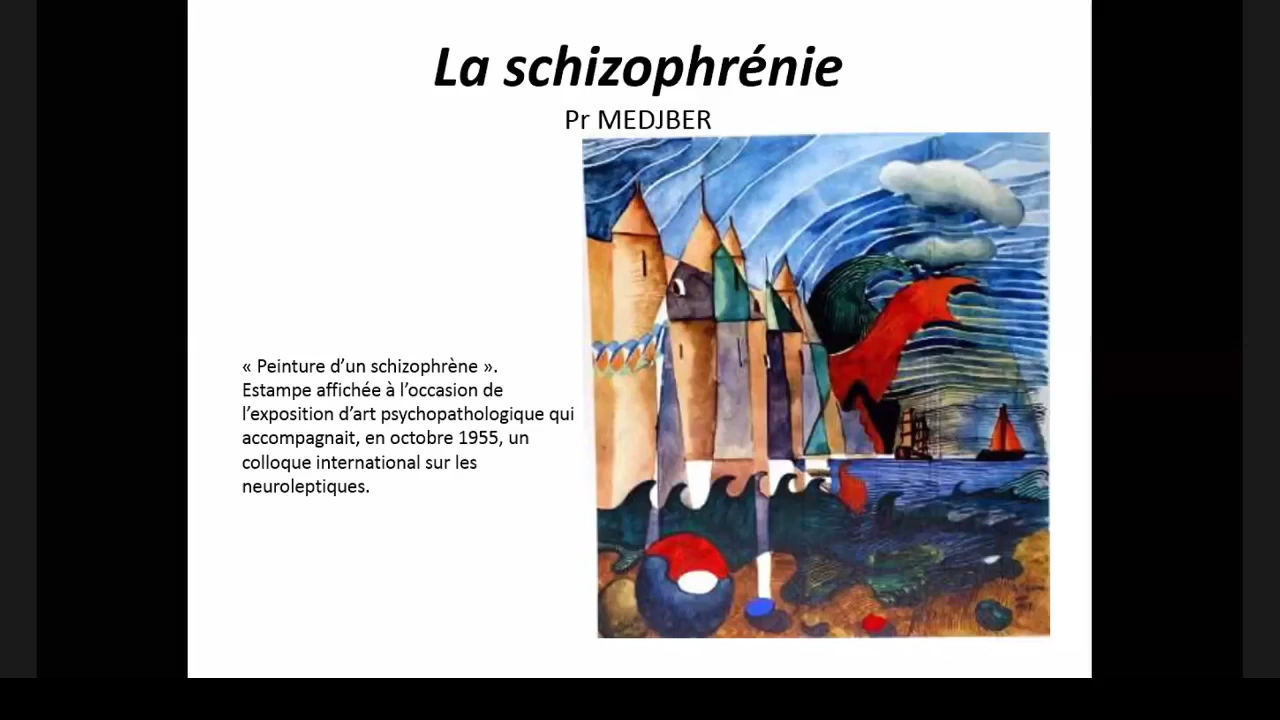 La schizophrénie
Pr MEDJBER
« Peinture d’un schizophrène ».
Estampe affichée à l’occasion de
l’exposition d’art psychopathologique qui
accompagnait, en octobre 1955, un
colloque international sur les
neuroleptiques.